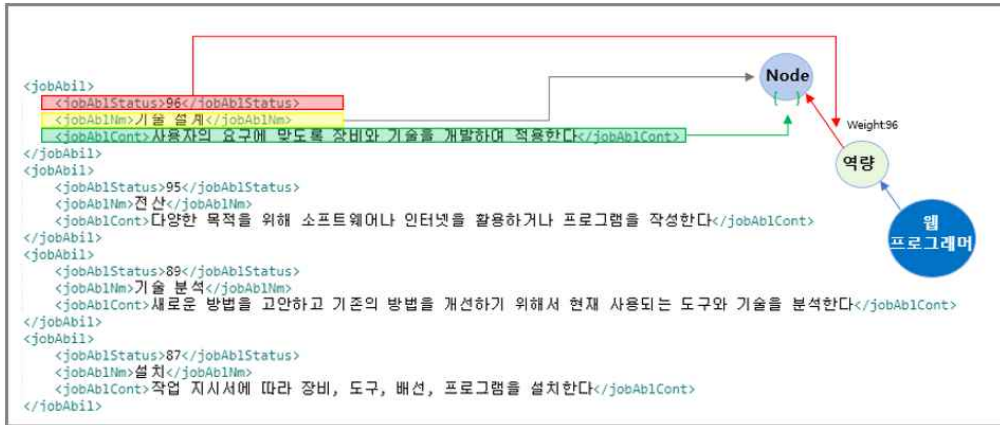 Node
{ }
<jobAbil>
<jobAblStatus>96</jobAblStatus>
<jobAblNm>기술 설계</jobAblNm>
<jobAblCont>사용자의 요구에 맞도록 장비와 기술을 개발하여 적용한다</jobAblCont>
Weight:96
</jobAbil>
<jobAbil>
역량
<jobAblStatus>95</jobAblStatus>
<jobAblNm>전산</jobAblNm>
<jobAblCont>다양한 목적을 위해 소프트웨어나 인터넷을 활용하거나 프로그램을 작성한다</jobAblCont>
웹
프로그래머
</jobAbil>
<jobAbil>
<jobAblStatus>89</jobAblStatus>
<jobAblNm>기술 분석</jobAblNm>
<jobAblCont>새로운 방법을 고안하고 기존의 방법을 개선하기 위해서 현재 사용되는 도구와 기술을 분석한다</jobAblCont>
</jobAbil>
<jobAbil>
<jobAblStatus>87</jobAblStatus>
<jobAblNm>설치</jobAblNm>
<jobAblCont>작업 지시서에 따라 장비, 도구, 배선, 프로그램을 설치한다</jobAblCont>
</jobAbil>